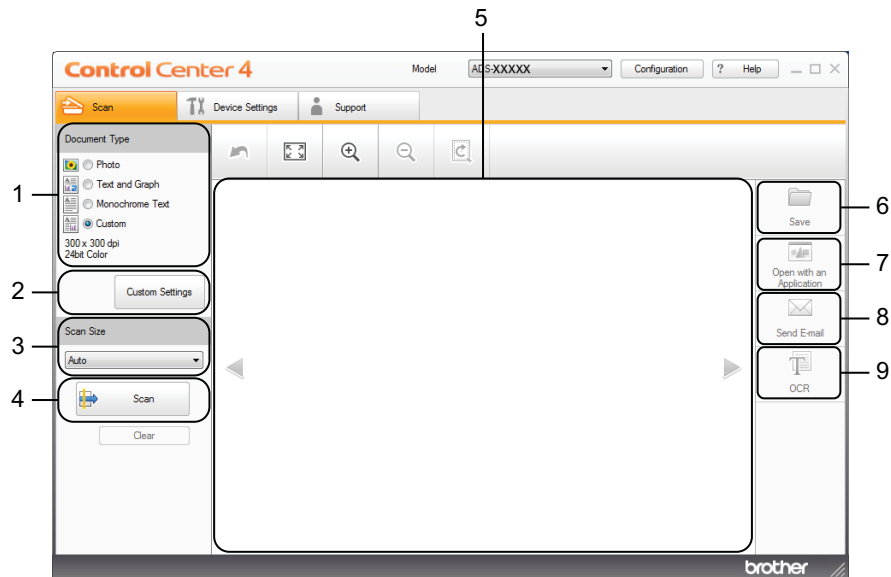 5
Control Center 4
Model
ADS-XXXXX
Configuration
? Help
Scan
Device Settings
Support
Document Type
1
Photo
Text and Graph
Monochrome Text
Custom
300 x 300 dpi
24bit Color
2
Custom Settings
3
Scan Size
Auto
4
Scan
Clear
6
Save
7
Open with an
Application
8
Send E-mail
9
OCR
brother